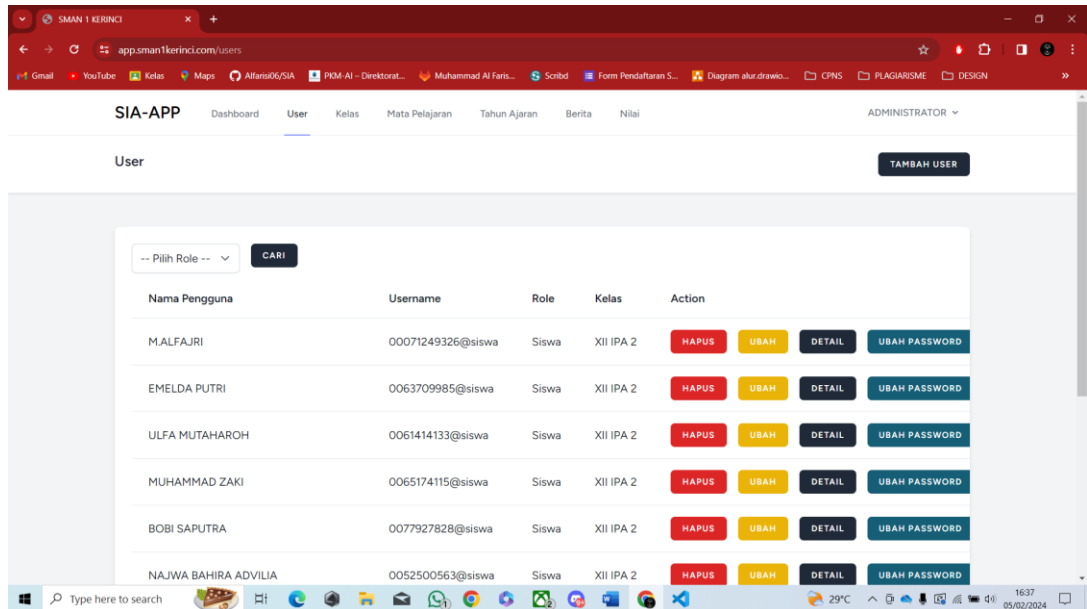 SMAN 1 KERINCI
app.sman1kerinci.com/users
Gmail YouTube Kelas Maps Alfarisi06/SIA PKM-AI – Direktorat... Muhammad Al Faris... Scribd Form Pendaftaran S... Diagram alur.drawio... CPNS PLAGIARISME DESIGN
SIA-APP Dashboard User Kelas Mata Pelajaran Tahun Ajaran Berita Nilai ADMINISTRATOR
User TAMBAH USER
-- Pilih Role -- CARI
Nama Pengguna Username Role Kelas Action
M.ALFAJRI 00071249326@siswa Siswa XII IPA 2 HAPUS UBAH DETAIL UBAH PASSWORD
EMELDA PUTRI 0063709985@siswa Siswa XII IPA 2 HAPUS UBAH DETAIL UBAH PASSWORD
ULFA MUTAHAROH 0061414133@siswa Siswa XII IPA 2 HAPUS UBAH DETAIL UBAH PASSWORD
MUHAMMAD ZAKI 0065174115@siswa Siswa XII IPA 2 HAPUS UBAH DETAIL UBAH PASSWORD
BOBI SAPUTRA 0077927828@siswa Siswa XII IPA 2 HAPUS UBAH DETAIL UBAH PASSWORD
NAJWA BAHIRA ADVILIA 0052500563@siswa Siswa XII IPA 2 HAPUS UBAH DETAIL UBAH PASSWORD
Type here to search 29°C 16:37
05/02/2024